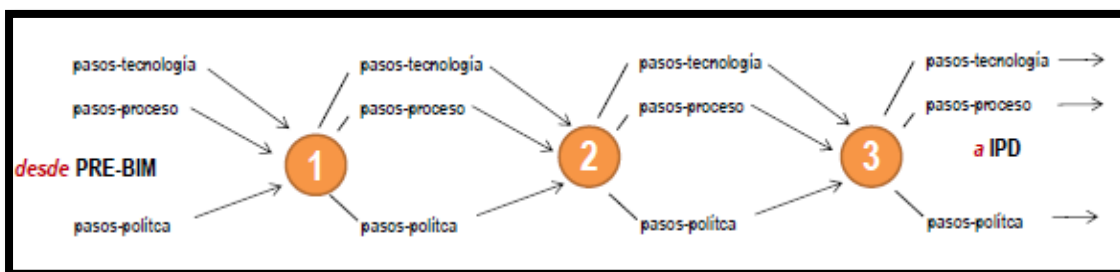 pasos-tecnología pasos-tecnología pasos-tecnología pasos-tecnología
pasos-proceso pasos-proceso pasos-proceso pasos-proceso
desde PRE-BIM 1 2 3 a IPD
pasos-polítca pasos-polítca pasos-polítca pasos-polítca